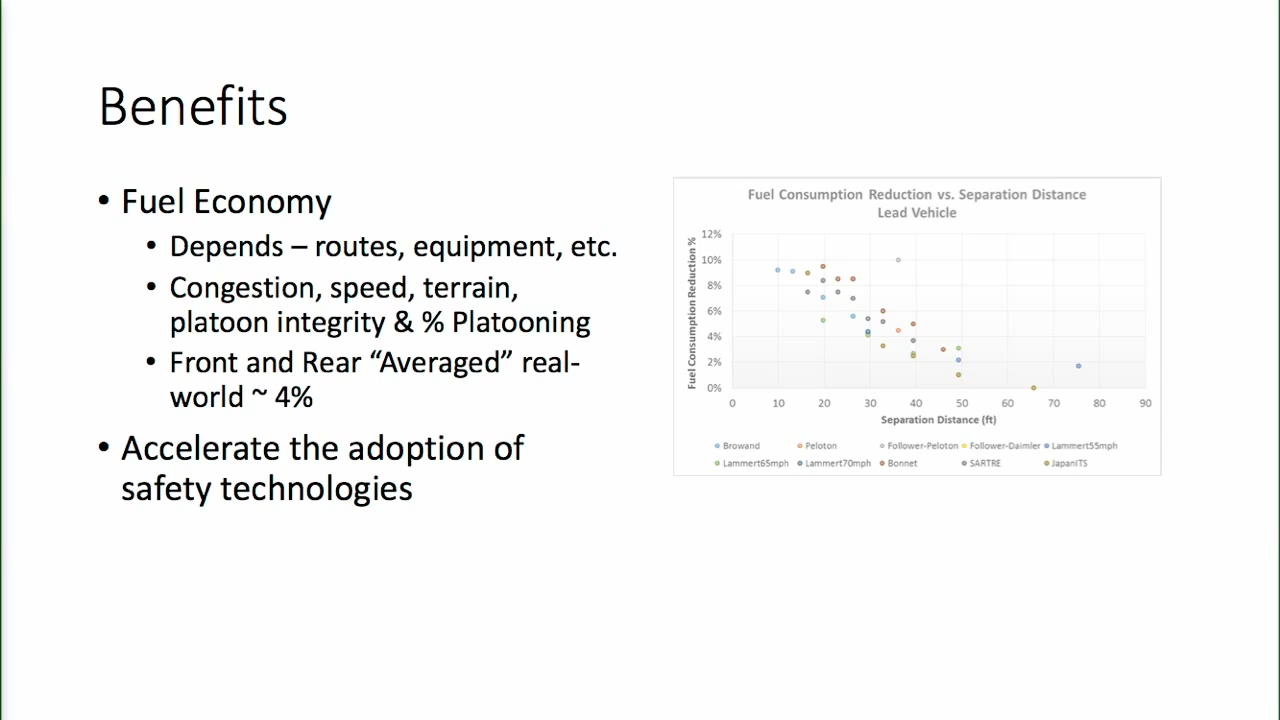 Benefits
• Fuel Economy
• Depends – routes, equipment, etc.
• Congestion, speed, terrain,
platoon integrity & % Platooning
• Front and Rear “Averaged” real-
world ~ 4%
• Accelerate the adoption of
safety technologies
Fuel Consumption Reduction vs. Separation Distance
Lead Vehicle
Fuel Consumption Reduction %
12%
10%
8%
6%
4%
2%
0%
0 10 20 30 40 50 60 70 80 90
Separation Distance (ft)
Browand Peloton Follower-Peloton Follower-Daimler Lammert55mph
Lammert65mph Lammert70mph Bonnet SARTRE JapanITS